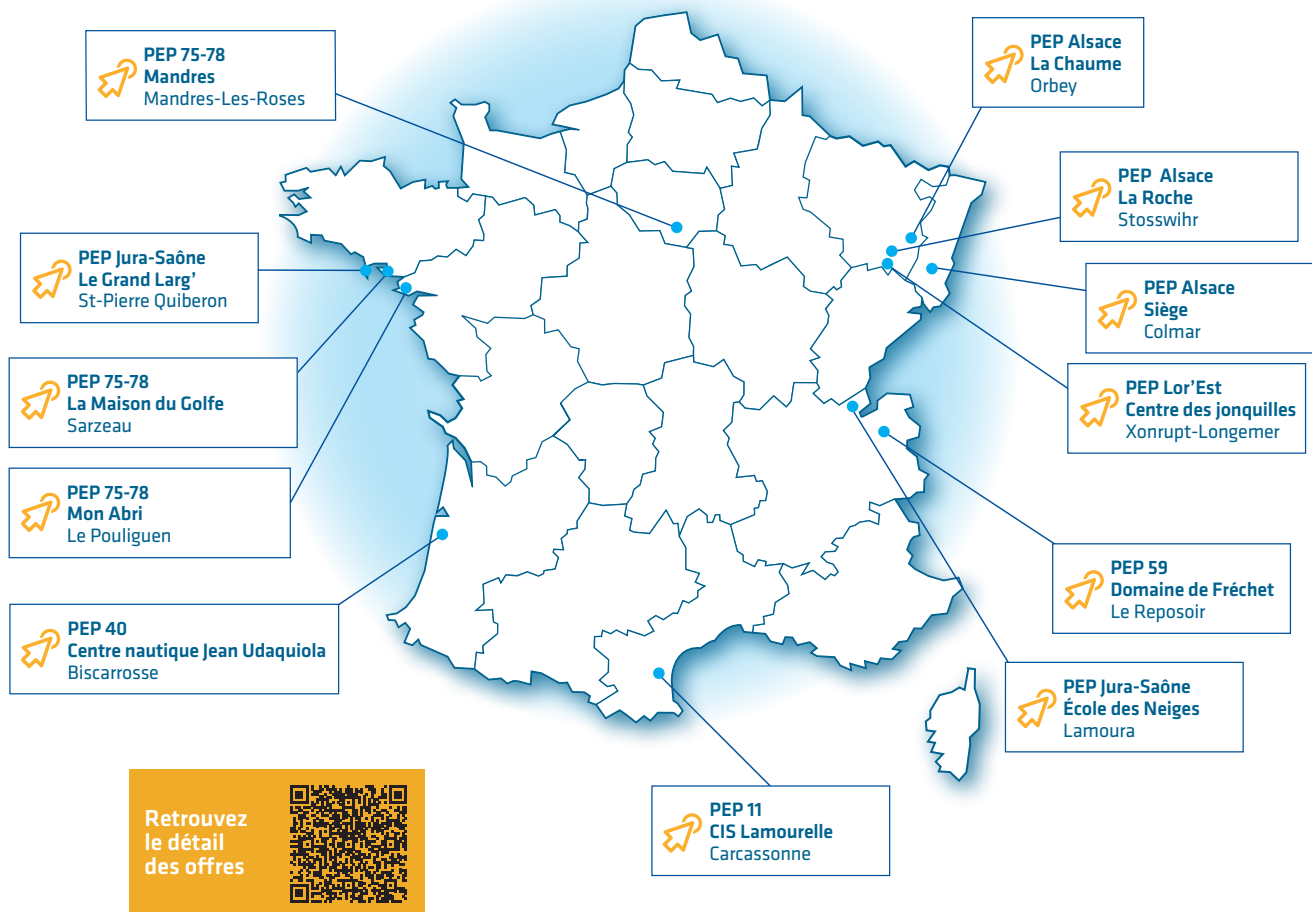 PEP 75-78
Mandres
Mandres-Les-Roses
PEP Jura-Saône
Le Grand Larg’
St-Pierre Quiberon
PEP 75-78
La Maison du Golfe
Sarzeau
PEP 75-78
Mon Abri
Le Pouliguen
PEP 40
Centre nautique Jean Udaquiola
Biscarrosse
PEP Alsace
La Chaume
Orbey
PEP Alsace
La Roche
Stosswihr
PEP Alsace
Siège
Colmar
PEP Lor’Est
Centre des jonquilles
Xonrupt-Longemer
PEP 59
Domaine de Fréchet
Le Reposoir
PEP Jura-Saône
École des Neiges
Lamoura
PEP 11
CIS Lamourelle
Carcassonne
Retrouvez
le détail
des offres